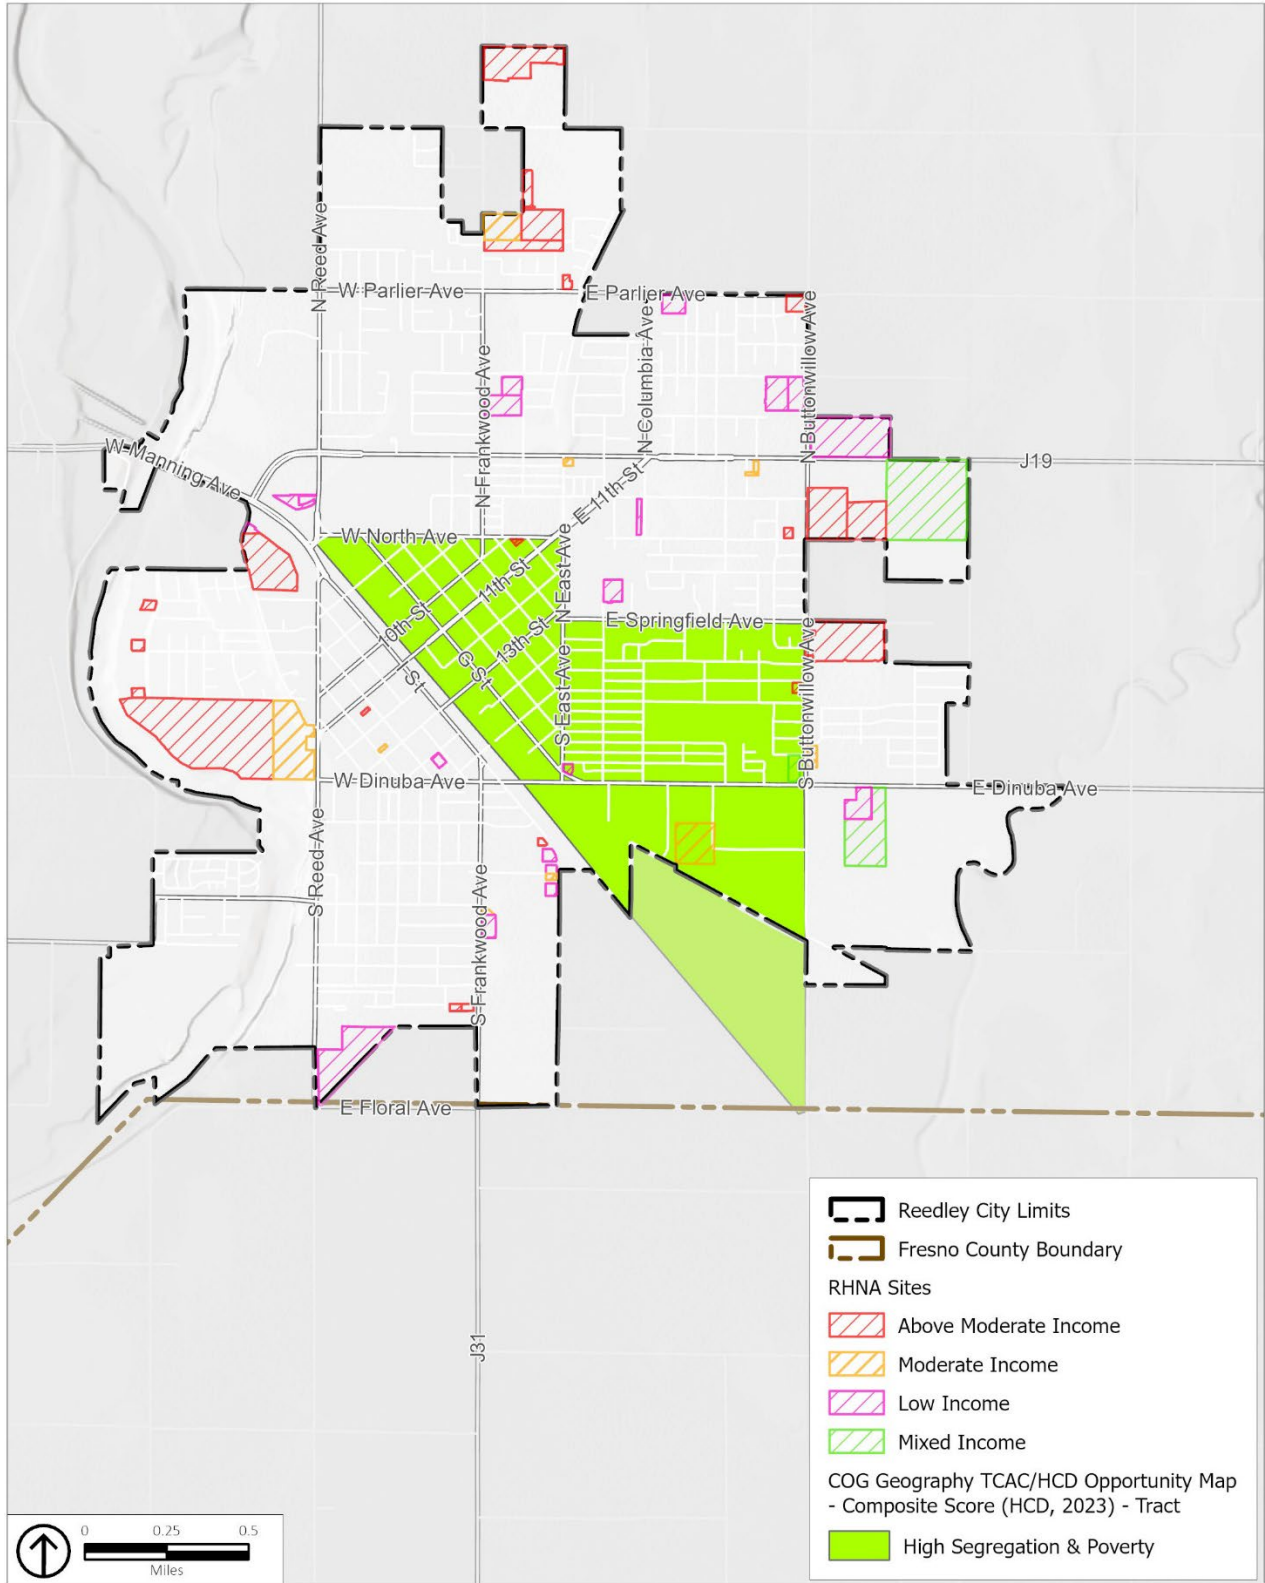 N Reed Ave
W Parlier Ave
E Parlier Ave
N Frankwood Ave
N Columbia Ave
N Buttonwillow Ave
W Manning Ave
J19
E 11th St
W North Ave
N East Ave
11th St
10th St
13th St
G St
I St
E Springfield Ave
S East Ave
S Buttonwillow Ave
W Dinuba Ave
E Dinuba Ave
S Reed Ave
S Frankwood Ave
E Floral Ave
J31
Reedley City Limits
Fresno County Boundary
RHNA Sites
Above Moderate Income
Moderate Income
Low Income
Mixed Income
COG Geography TCAC/HCD Opportunity Map
- Composite Score (HCD, 2023) - Tract
High Segregation & Poverty
0 0.25 0.5
Miles